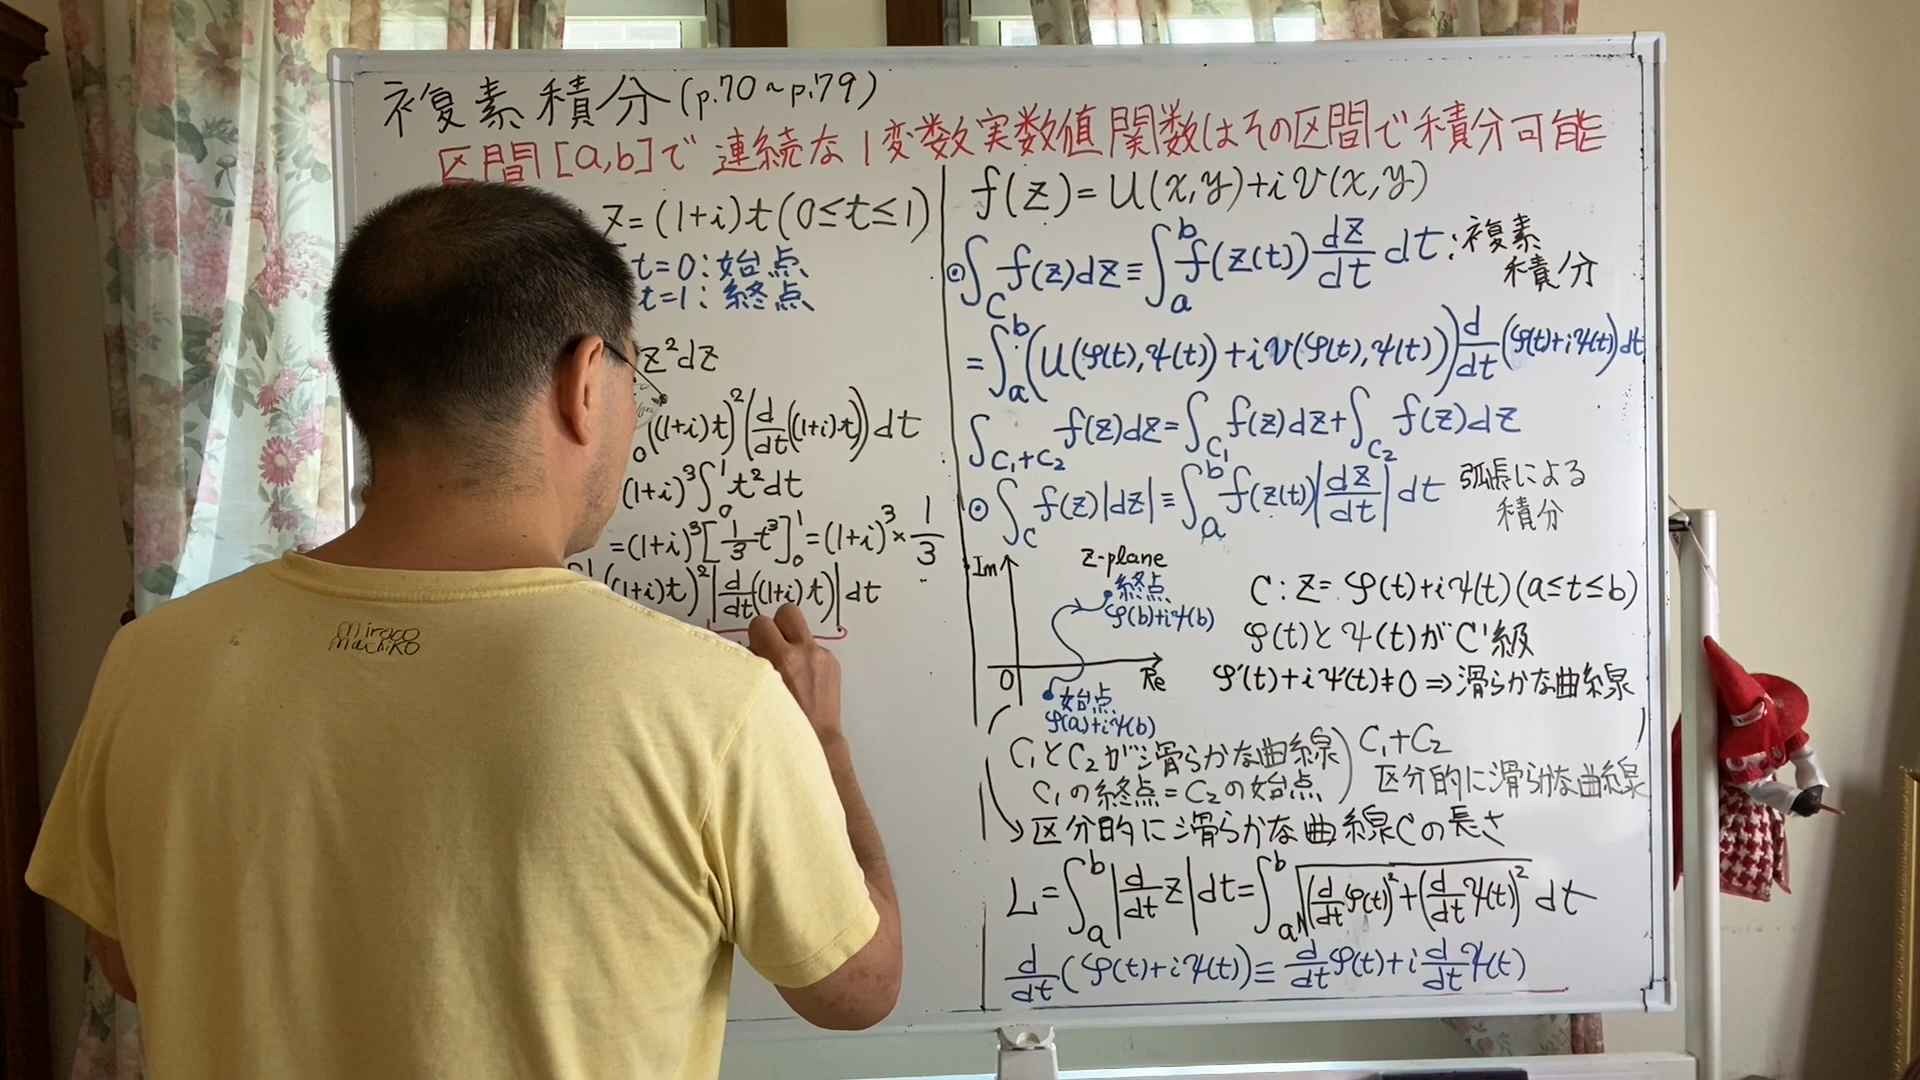 複素積分(p.70~p.79)
区間[a,b]で連続な1変数実数値関数はその区間で積分可能
z=(1+i)t(0≤t≤1)
t=0:始点
t=1:終点
z²dz
₀((1+i)t)²(d/dt((1+i)t))dt
(1+i)³∫₀¹t²dt
=(1+i)³[1/3 t³]₀¹=(1+i)³×1/3
((1+i)t)²|d/dt((1+i)t)|dt
miroco
machiko
f(z)=u(x,y)+iv(x,y)
⊙∫_C f(z)dz≡∫_a^b f(z(t))dz/dt dt:複素積分
=∫_a^b(u(φ(t),ψ(t))+iv(φ(t),ψ(t)))d/dt(φ(t)+iψ(t))dt
∫_{C₁+C₂}f(z)dz=∫_{C₁}f(z)dz+∫_{C₂}f(z)dz
⊙∫_C f(z)|dz|≡∫_a^b f(z(t))|dz/dt|dt 弧長による積分
Im
z-plane
終点
φ(b)+iψ(b)
0
Re
始点
φ(a)+iψ(b)
C:z=φ(t)+iψ(t)(a≤t≤b)
φ(t)とψ(t)がC¹級
φ'(t)+iψ'(t)≠0⇒滑らかな曲線
C₁とC₂が滑らかな曲線
C₁の終点=C₂の始点
)C₁+C₂
区分的に滑らかな曲線
→区分的に滑らかな曲線Cの長さ
L=∫_a^b|d/dt z|dt=∫_a^b√((d/dt φ(t))²+(d/dt ψ(t))²)dt
d/dt(φ(t)+iψ(t))≡d/dt φ(t)+i d/dt ψ(t)